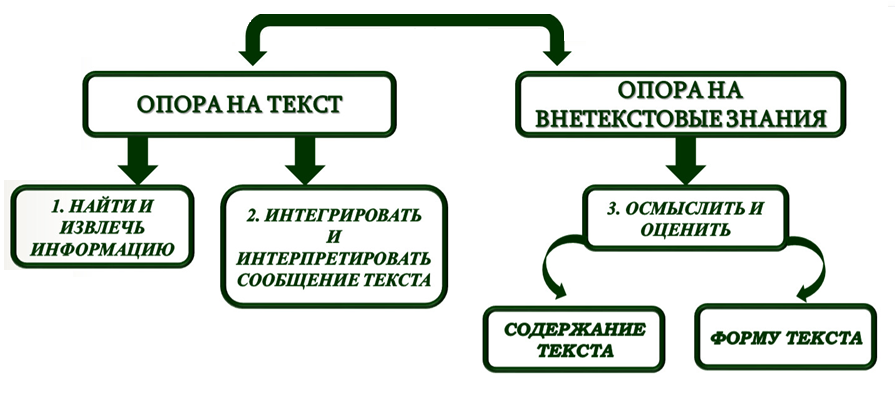 ОПОРА НА ТЕКСТ
ОПОРА НА
ВНЕТЕКСТОВЫЕ ЗНАНИЯ
1. НАЙТИ И
ИЗВЛЕЧЬ
ИНФОРМАЦИЮ
2. ИНТЕГРИРОВАТЬ
И
ИНТЕРПРЕТИРОВАТЬ
СООБЩЕНИЕ ТЕКСТА
3. ОСМЫСЛИТЬ И
ОЦЕНИТЬ
СОДЕРЖАНИЕ
ТЕКСТА
ФОРМУ ТЕКСТА